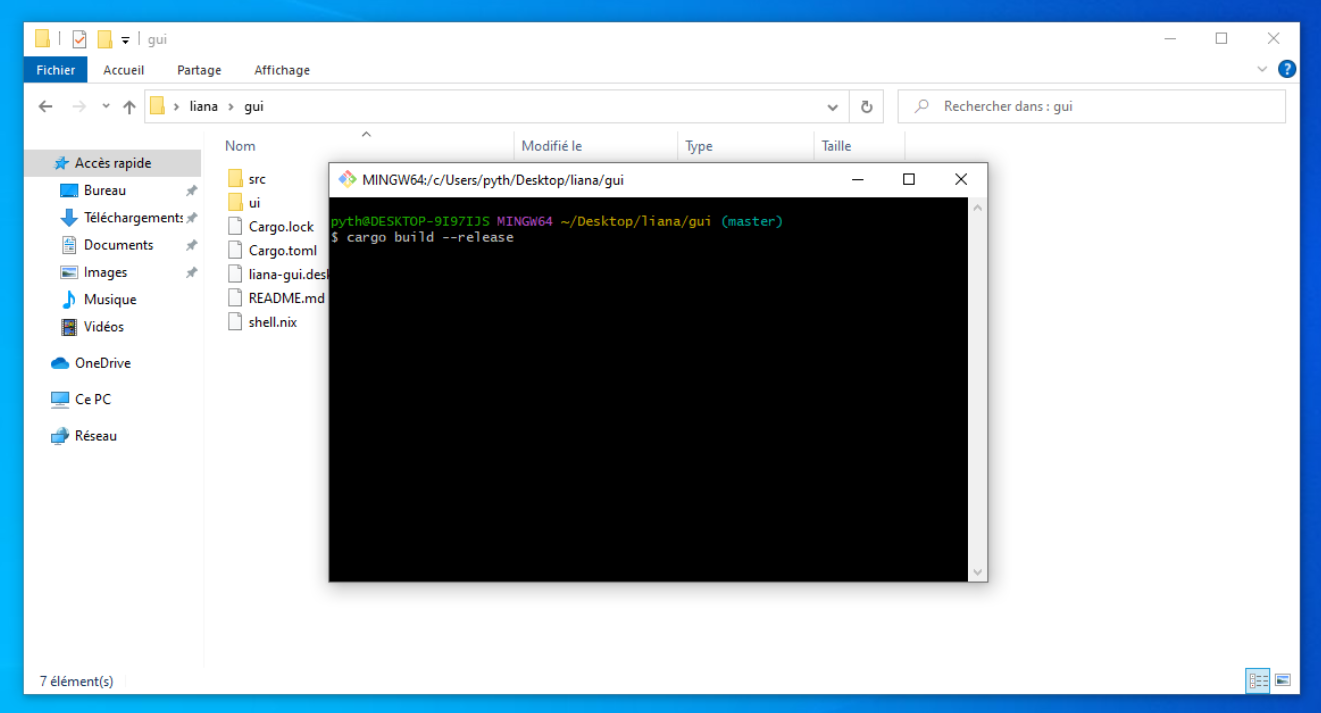 gui
Fichier Accueil Partage Affichage
liana > gui
Rechercher dans : gui
Nom Modifié le Type Taille
Accès rapide
Bureau
Téléchargements
Documents
Images
Musique
Vidéos
OneDrive
Ce PC
Réseau
src
ui
Cargo.lock
Cargo.toml
liana-gui.desk
README.md
shell.nix
MINGW64:/c/Users/pyth/Desktop/liana/gui
pyth@DESKTOP-9I97IJS MINGW64 ~/Desktop/liana/gui (master)
$ cargo build --release
7 élément(s)